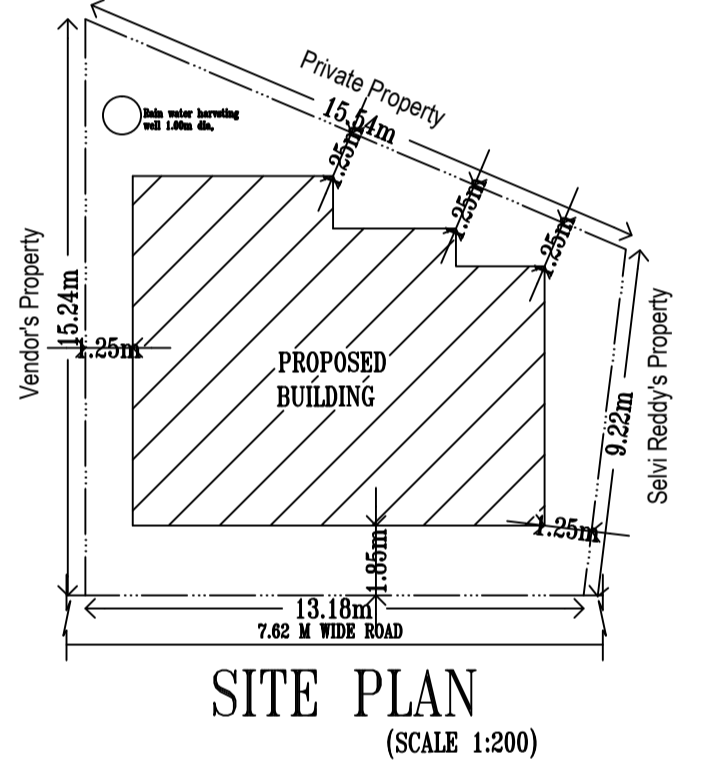 Private Property
15.54m
Rain water harvsting
well 1.00m dia,
1.25m
1.25m
1.25m
Vendor's Property
15.24m
1.25m
PROPOSED
BUILDING
9.22m
Selvi Reddy's Property
1.25m
1.85m
13.18m
7.62 M WIDE ROAD
SITE PLAN
(SCALE 1:200)